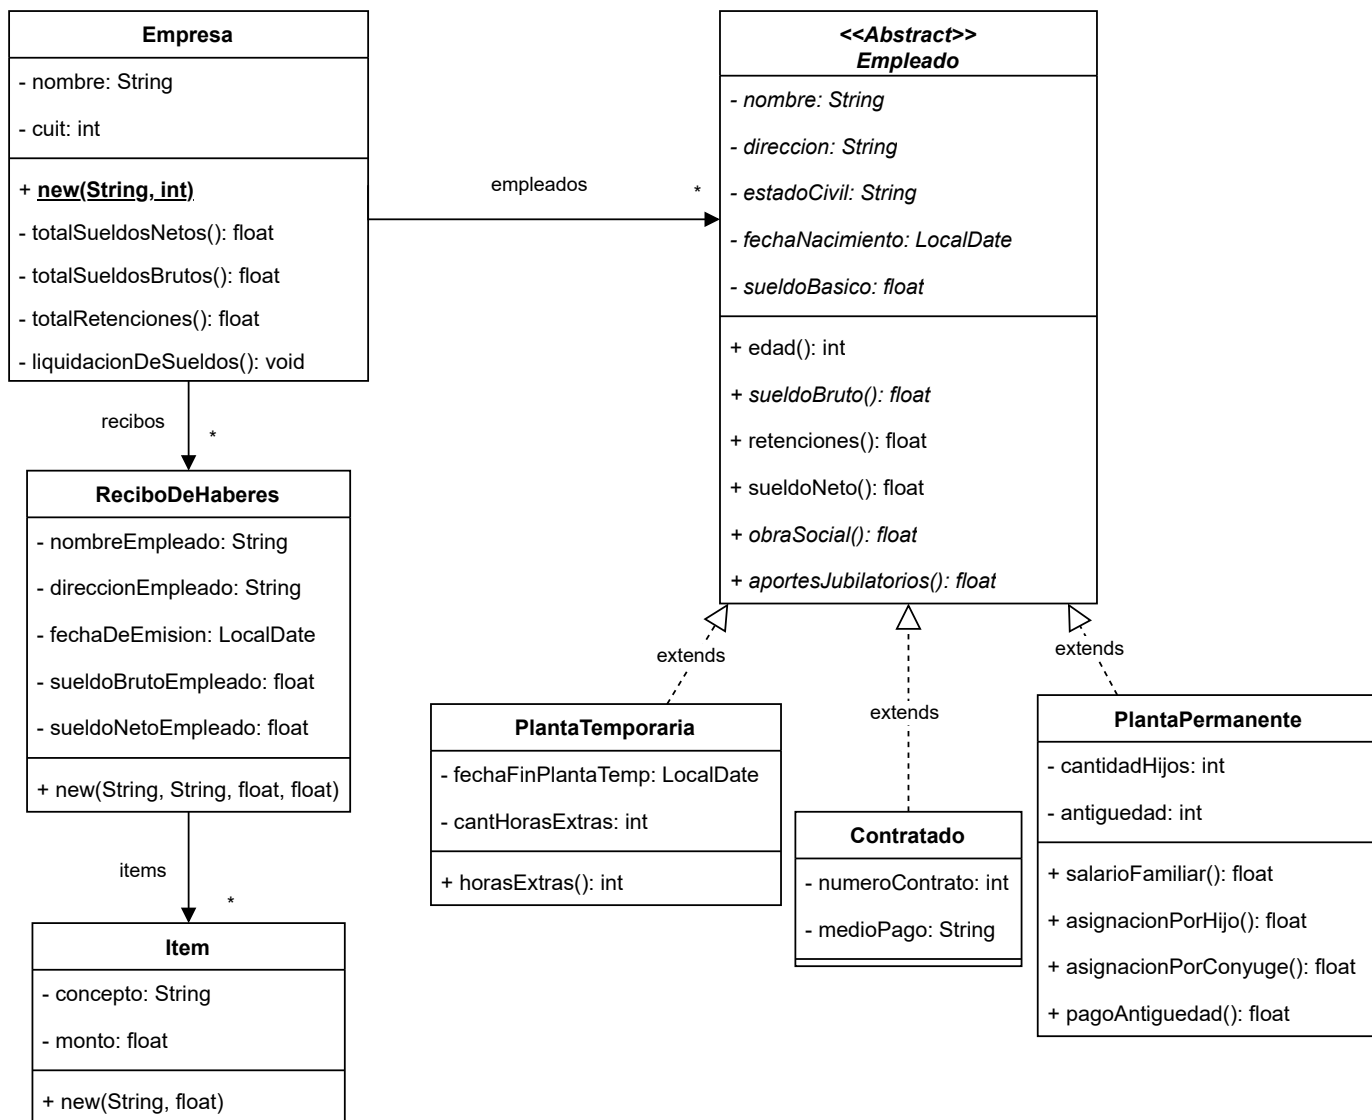 Empresa
- nombre: String
- cuit: int
+ new(String, int)
- totalSueldosNetos(): float
- totalSueldosBrutos(): float
- totalRetenciones(): float
- liquidacionDeSueldos(): void
empleados
*
<<Abstract>>
Empleado
- nombre: String
- direccion: String
- estadoCivil: String
- fechaNacimiento: LocalDate
- sueldoBasico: float
+ edad(): int
+ sueldoBruto(): float
+ retenciones(): float
+ sueldoNeto(): float
+ obraSocial(): float
+ aportesJubilatorios(): float
recibos
*
ReciboDeHaberes
- nombreEmpleado: String
- direccionEmpleado: String
- fechaDeEmision: LocalDate
- sueldoBrutoEmpleado: float
- sueldoNetoEmpleado: float
+ new(String, String, float, float)
items
*
Item
- concepto: String
- monto: float
+ new(String, float)
extends
extends
extends
PlantaTemporaria
- fechaFinPlantaTemp: LocalDate
- cantHorasExtras: int
+ horasExtras(): int
Contratado
- numeroContrato: int
- medioPago: String
PlantaPermanente
- cantidadHijos: int
- antiguedad: int
+ salarioFamiliar(): float
+ asignacionPorHijo(): float
+ asignacionPorConyuge(): float
+ pagoAntiguedad(): float